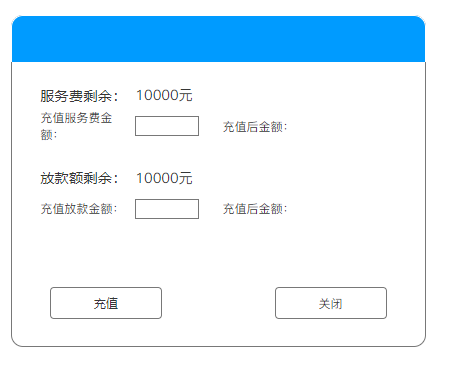 服务费剩余： 10000元
充值服务费金
额： 充值后金额：
放款额剩余： 10000元
充值放款金额： 充值后金额：
充值 关闭